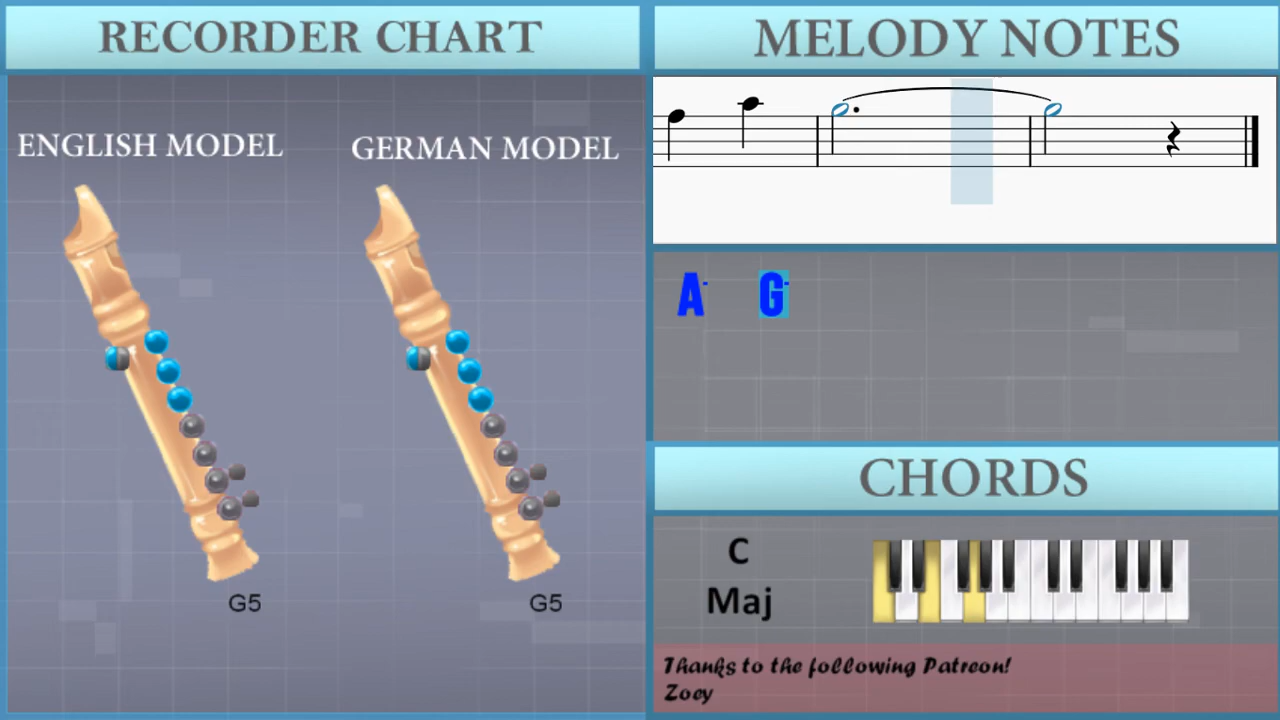 RECORDER CHART
MELODY NOTES
ENGLISH MODEL
GERMAN MODEL
A- G-
G5
G5
CHORDS
C
Maj
Thanks to the following Patreon!
Zoey